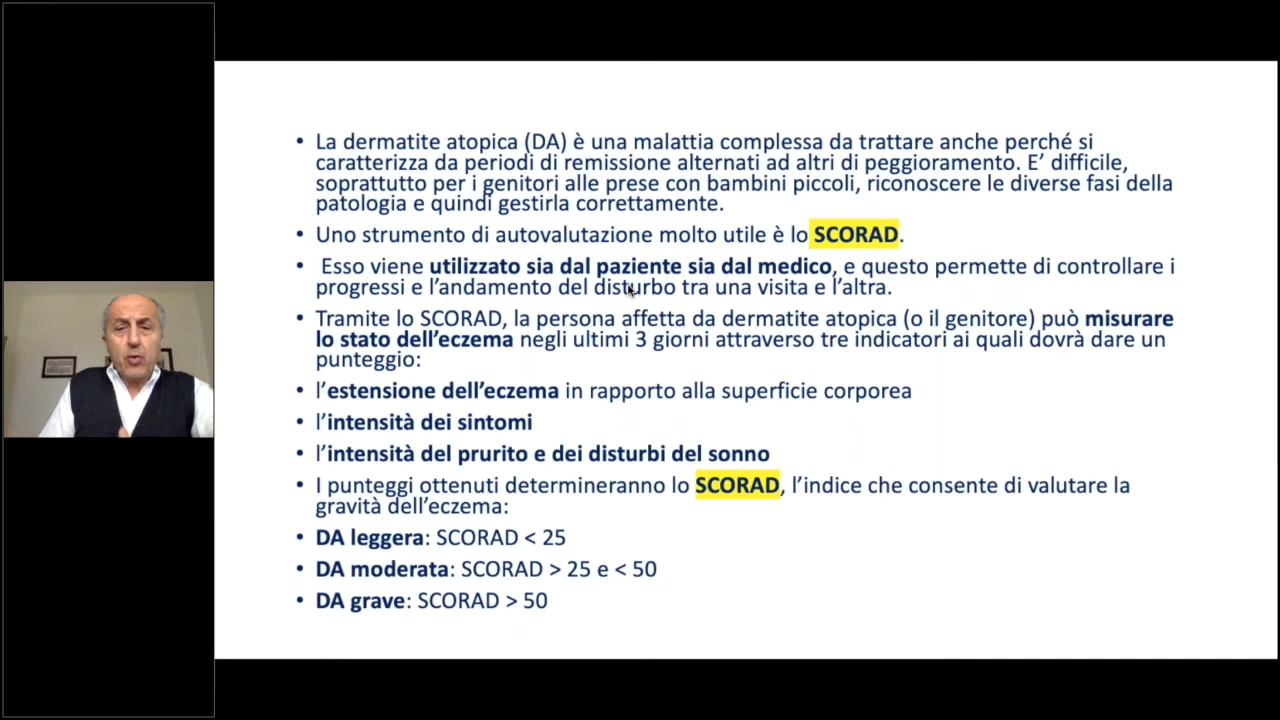 • La dermatite atopica (DA) è una malattia complessa da trattare anche perché si
caratterizza da periodi di remissione alternati ad altri di peggioramento. E’ difficile,
soprattutto per i genitori alle prese con bambini piccoli, riconoscere le diverse fasi della
patologia e quindi gestirla correttamente.
• Uno strumento di autovalutazione molto utile è lo SCORAD.
• Esso viene utilizzato sia dal paziente sia dal medico, e questo permette di controllare i
progressi e l’andamento del disturbo tra una visita e l’altra.
• Tramite lo SCORAD, la persona affetta da dermatite atopica (o il genitore) può misurare
lo stato dell’eczema negli ultimi 3 giorni attraverso tre indicatori ai quali dovrà dare un
punteggio:
• l’estensione dell’eczema in rapporto alla superficie corporea
• l’intensità dei sintomi
• l’intensità del prurito e dei disturbi del sonno
• I punteggi ottenuti determineranno lo SCORAD, l’indice che consente di valutare la
gravità dell’eczema:
• DA leggera: SCORAD < 25
• DA moderata: SCORAD > 25 e < 50
• DA grave: SCORAD > 50